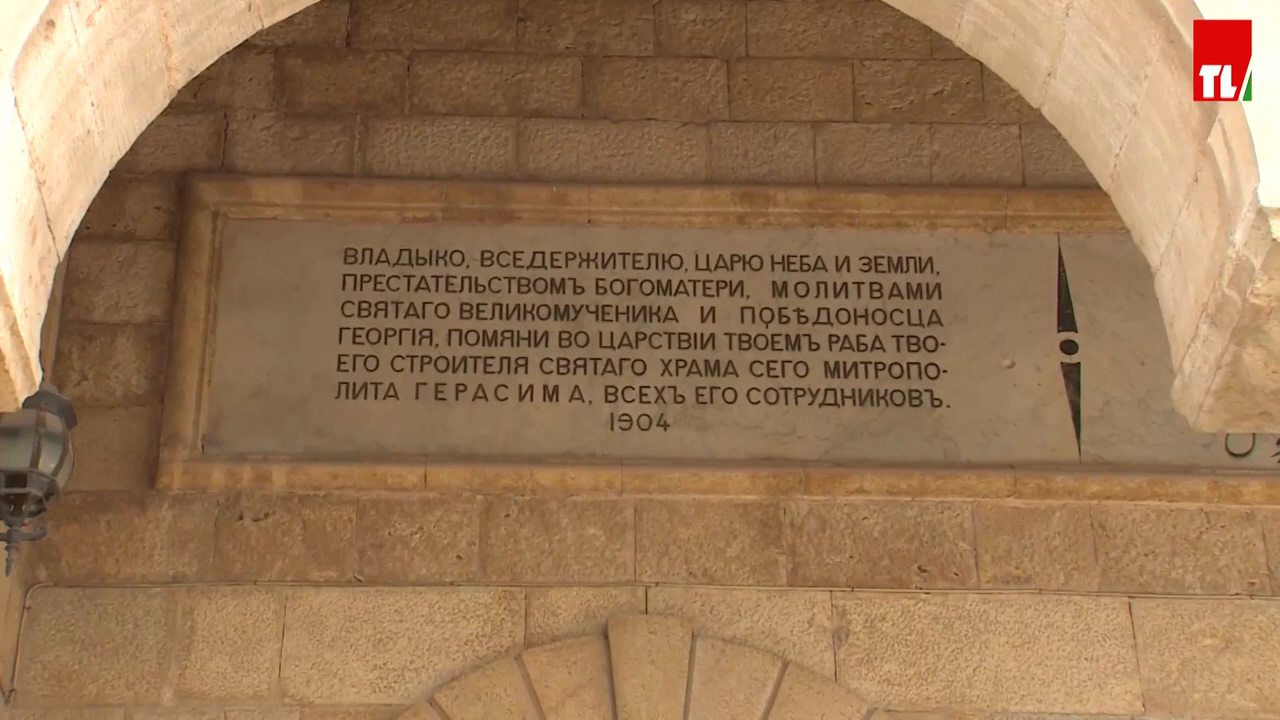 ВЛАДЫКО, ВСЕДЕРЖИТЕЛЮ, ЦАРЮ НЕБА И ЗЕМЛИ,
ПРЕСТАТЕЛЬСТВОМЪ БОГОМАТЕРИ, МОЛИТВАМИ
СВЯТАГО ВЕЛИКОМУЧЕНИКА И ПОБѢДОНОСЦА
ГЕОРГІЯ, ПОМЯНИ ВО ЦАРСТВІИ ТВОЕМЪ РАБА ТВО-
ЕГО СТРОИТЕЛЯ СВЯТАГО ХРАМА СЕГО МИТРОПО-
ЛИТА ГЕРАСИМА, ВСЕХЪ ЕГО СОТРУДНИКОВЪ.
1904
TL